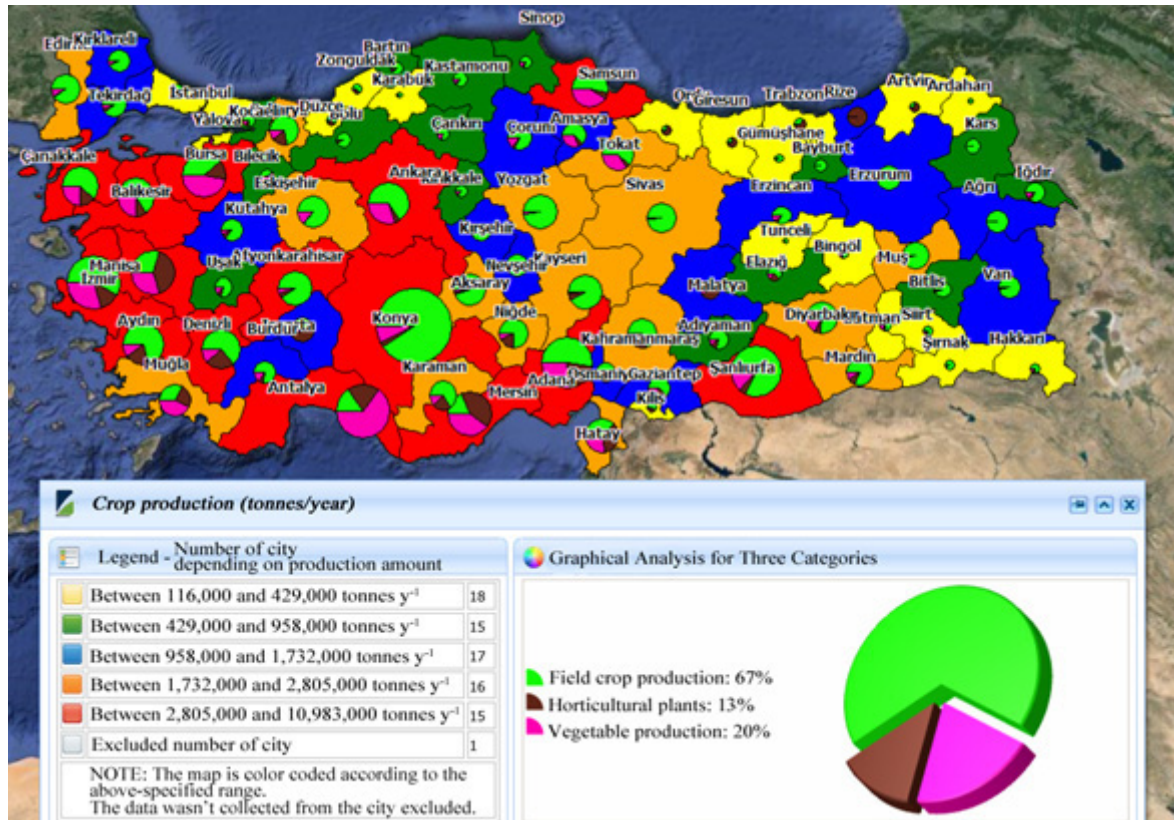 Sinop
Bartın
Zonguldak
Kastamonu
Karabük
Samsun
Kırklareli
Tekirdağ
İstanbul
Yalova
Düzce
Çankırı
Çorum
Amasya
Tokat
Giresun
Trabzon
Rize
Artvin
Ardahan
Kars
Gümüşhane
Bayburt
Erzurum
Iğdır
Ağrı
Çanakkale
Bursa
Bilecik
Balıkesir
Eskişehir
Ankara
Yozgat
Sivas
Erzincan
Kutahya
Kırşehir
Tunceli
Bingöl
Muş
Manisa
Uşak
Afyonkarahisar
Nevşehir
Kayseri
Elazığ
Bitlis
Van
İzmir
Aksaray
Malatya
Aydın
Denizli
Burdur
Konya
Niğde
Kahramanmaraş
Adıyaman
Diyarbakır
Siirt
Muğla
Karaman
Adana
Gaziantep
Şanlıurfa
Mardin
Şırnak
Hakkari
Antalya
Mersin
Kilis
Hatay
Crop production (tonnes/year)
Legend - Number of city
depending on production amount
Between 116,000 and 429,000 tonnes y⁻¹ 18
Between 429,000 and 958,000 tonnes y⁻¹ 15
Between 958,000 and 1,732,000 tonnes y⁻¹ 17
Between 1,732,000 and 2,805,000 tonnes y⁻¹ 16
Between 2,805,000 and 10,983,000 tonnes y⁻¹ 15
Excluded number of city 1
NOTE: The map is color coded according to the
above-specified range.
The data wasn't collected from the city excluded.
Graphical Analysis for Three Categories
Field crop production: 67%
Horticultural plants: 13%
Vegetable production: 20%